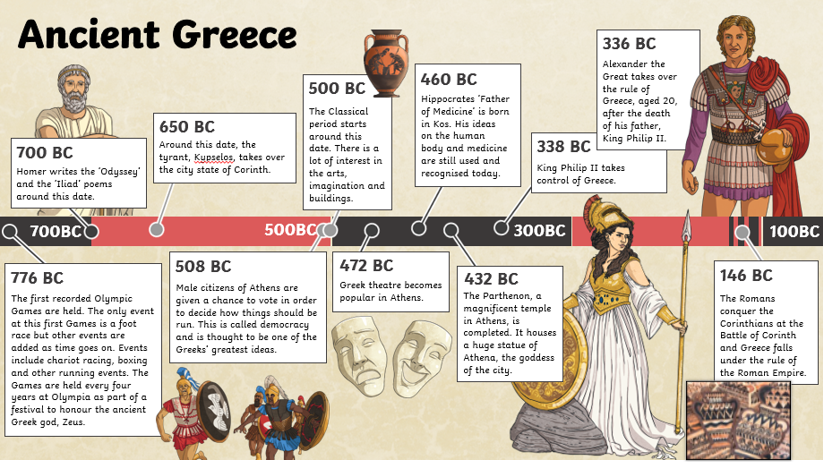 Ancient Greece
700 BC
Homer writes the ‘Odyssey’
and the ‘Iliad’ poems
around this date.
650 BC
Around this date, the
tyrant, Kupselos, takes over
the city state of Corinth.
500 BC
The Classical
period starts
around this
date. There is a
lot of interest in
the arts,
imagination and
buildings.
460 BC
Hippocrates ‘Father
of Medicine’ is born
in Kos. His ideas
on the human
body and medicine
are still used and
recognised today.
338 BC
King Philip II takes
control of Greece.
336 BC
Alexander the
Great takes over
the rule of
Greece, aged 20,
after the death
of his father,
King Philip II.
700BC
500BC
300BC
100BC
776 BC
The first recorded Olympic
Games are held. The only event
at this first Games is a foot
race but other events are
added as time goes on. Events
include chariot racing, boxing
and other running events. The
Games are held every four
years at Olympia as part of a
festival to honour the ancient
Greek god, Zeus.
508 BC
Male citizens of Athens are
given a chance to vote in order
to decide how things should be
run. This is called democracy
and is thought to be one of the
Greeks’ greatest ideas.
472 BC
Greek theatre becomes
popular in Athens.
432 BC
The Parthenon, a
magnificent temple
in Athens, is
completed. It houses
a huge statue of
Athena, the goddess
of the city.
146 BC
The Romans
conquer the
Corinthians at the
Battle of Corinth
and Greece falls
under the rule of
the Roman Empire.